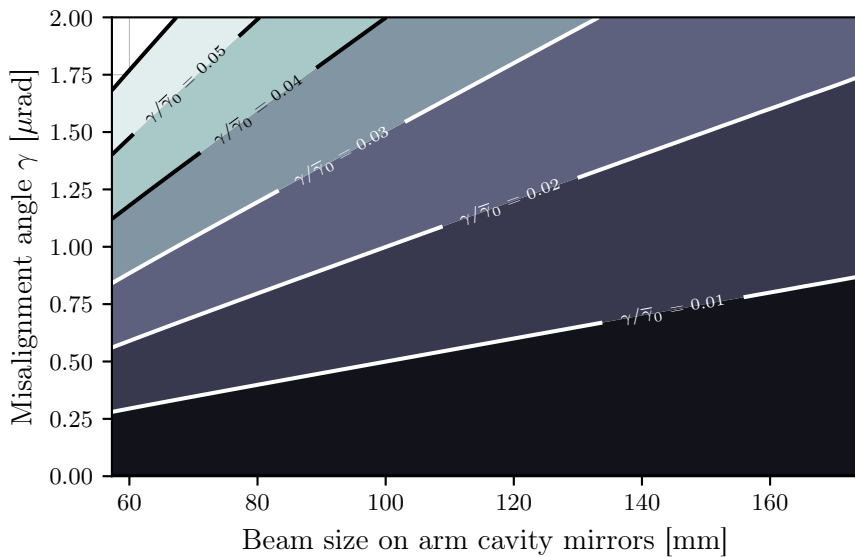 2.00
1.75
1.50
1.25
1.00
0.75
0.50
0.25
0.00
Misalignment angle γ [μrad]
γ/γ̅₀ = 0.05
γ/γ̅₀ = 0.04
γ/γ̅₀ = 0.03
γ/γ̅₀ = 0.02
γ/γ̅₀ = 0.01
60 80 100 120 140 160
Beam size on arm cavity mirrors [mm]